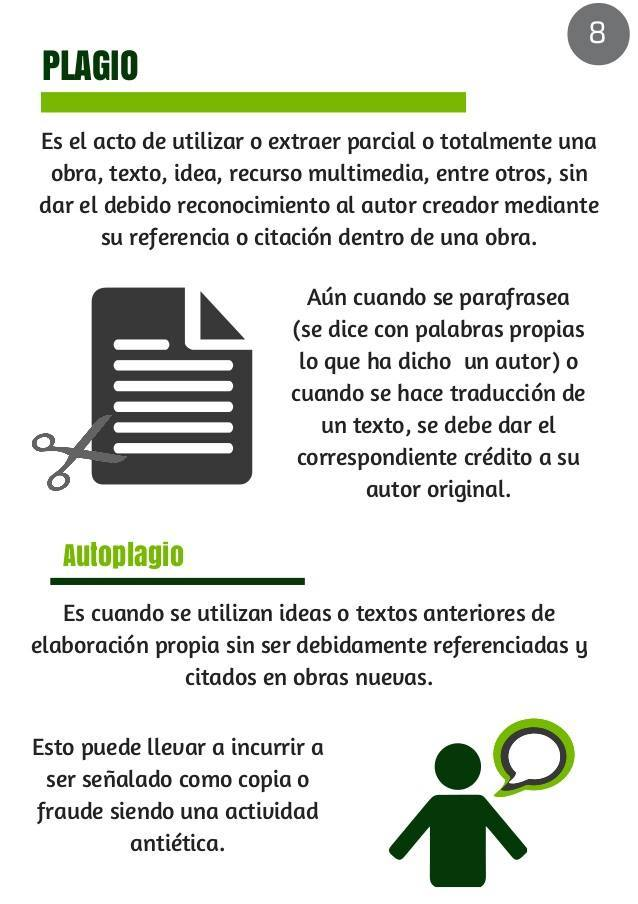 8
PLAGIO
Es el acto de utilizar o extraer parcial o totalmente una
obra, texto, idea, recurso multimedia, entre otros, sin
dar el debido reconocimiento al autor creador mediante
su referencia o citación dentro de una obra.
Aún cuando se parafrasea
(se dice con palabras propias
lo que ha dicho un autor) o
cuando se hace traducción de
un texto, se debe dar el
correspondiente crédito a su
autor original.
Autoplagio
Es cuando se utilizan ideas o textos anteriores de
elaboración propia sin ser debidamente referenciadas y
citados en obras nuevas.
Esto puede llevar a incurrir a
ser señalado como copia o
fraude siendo una actividad
antiética.